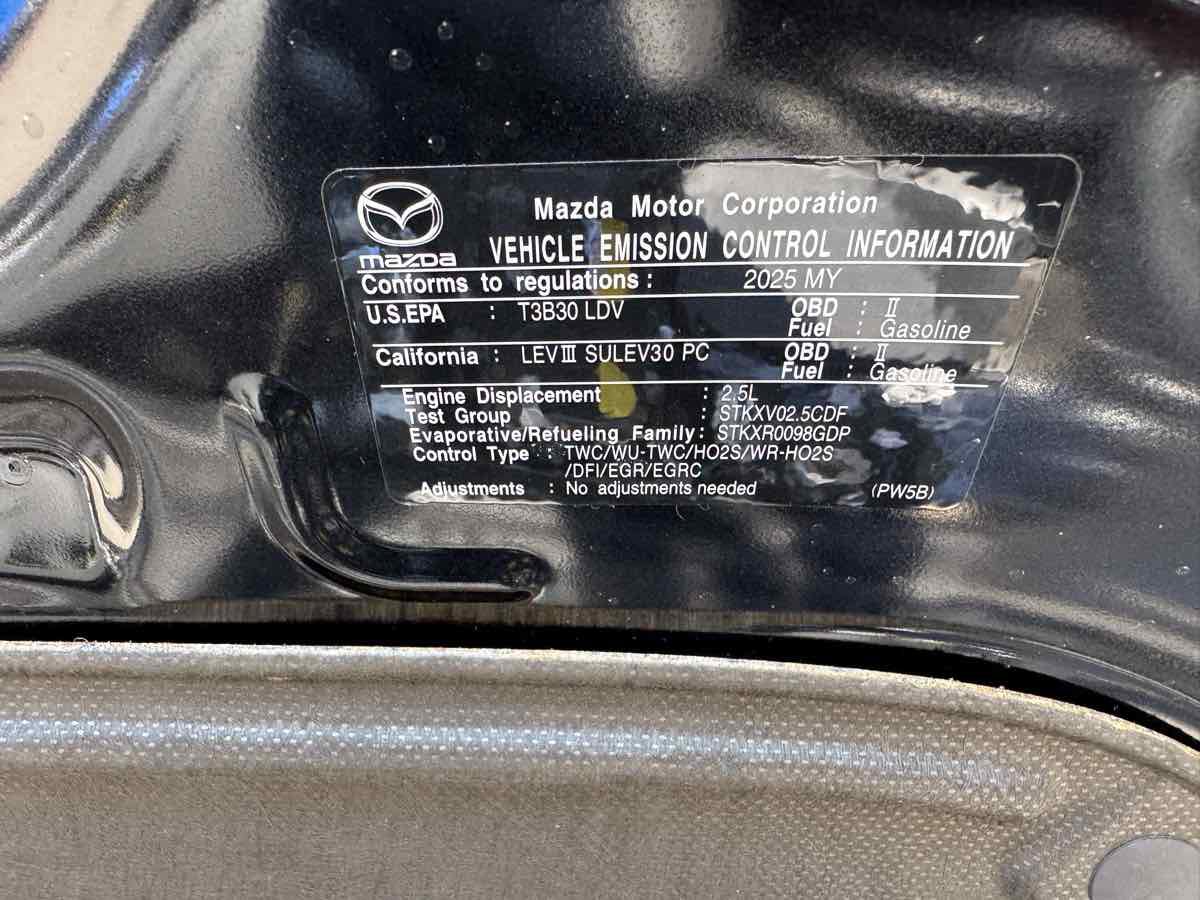 Mazda Motor Corporation
mazda
VEHICLE EMISSION CONTROL INFORMATION
Conforms to regulations : 2025 MY
U.S.EPA : T3B30 LDV OBD : II
Fuel : Gasoline
California : LEVIII SULEV30 PC OBD : II
Fuel : Gasoline
Engine Displacement : 2.5L
Test Group : STKXV02.5CDF
Evaporative/Refueling Family: STKXR0098GDP
Control Type : TWC/WU-TWC/HO2S/WR-HO2S
/DFI/EGR/EGRC
Adjustments : No adjustments needed (PW5B)